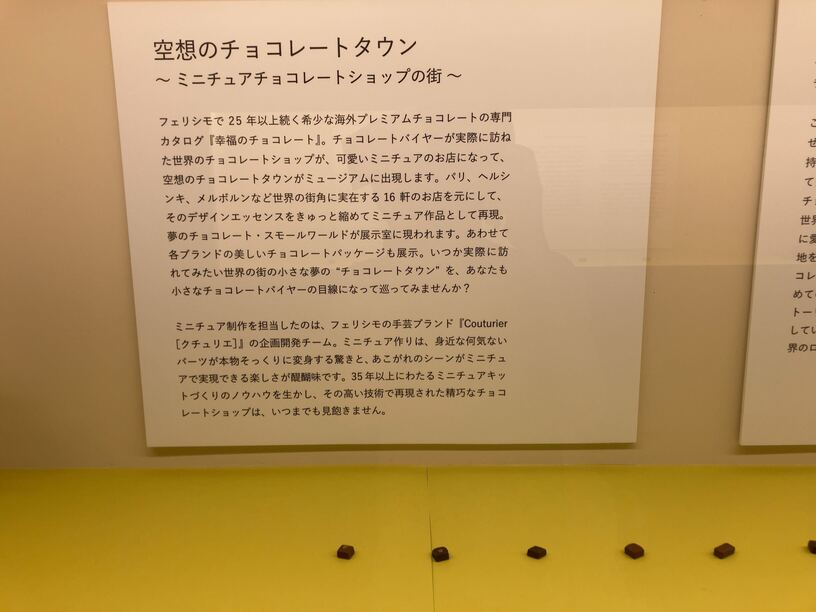 空想のチョコレートタウン
～ ミニチュアチョコレートショップの街 ～
フェリシモで 25 年以上続く希少な海外プレミアムチョコレートの専門
カタログ『幸福のチョコレート』。チョコレートバイヤーが実際に訪ね
た世界のチョコレートショップが、可愛いミニチュアのお店になって、
空想のチョコレートタウンがミュージアムに出現します。パリ、ヘルシ
ンキ、メルボルンなど世界の街角に実在する 16 軒のお店を元にして、
そのデザインエッセンスをきゅっと縮めてミニチュア作品として再現。
夢のチョコレート・スモールワールドが展示室に現われます。あわせて
各ブランドの美しいチョコレートパッケージも展示。いつか実際に訪
れてみたい世界の街の小さな夢の “チョコレートタウン” を、あなたも
小さなチョコレートバイヤーの目線になって巡ってみませんか？
ミニチュア制作を担当したのは、フェリシモの手芸ブランド『Couturier
[クチュリエ]』の企画開発チーム。ミニチュア作りは、身近な何気ない
パーツが本物そっくりに変身する驚きと、あこがれのシーンがミニチュ
アで実現できる楽しさが醍醐味です。35 年以上にわたるミニチュアキッ
トづくりのノウハウを生かし、その高い技術で再現された精巧なチョコ
レートショップは、いつまでも見飽きません。
こ
せ
持
て
チ
世界
に愛
地を
コレ
めて
トー
してい
界のロ